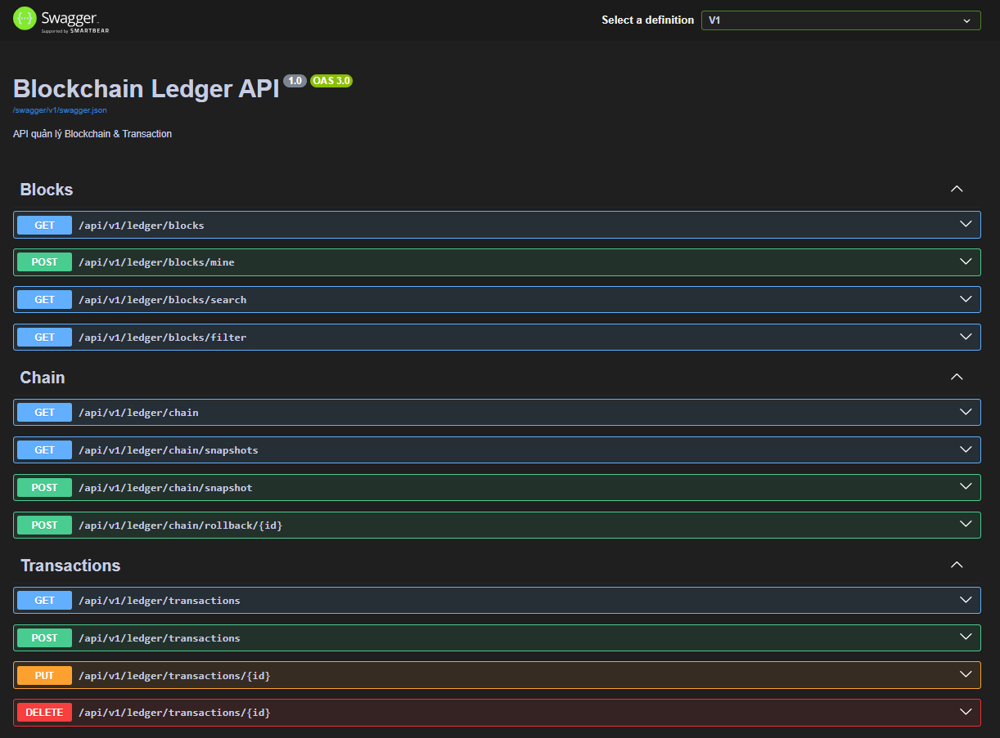 Swagger.
Supported by SMARTBEAR
Select a definition V1
Blockchain Ledger API 1.0 OAS 3.0
/swagger/v1/swagger.json
API quản lý Blockchain & Transaction
Blocks
GET /api/v1/ledger/blocks
POST /api/v1/ledger/blocks/mine
GET /api/v1/ledger/blocks/search
GET /api/v1/ledger/blocks/filter
Chain
GET /api/v1/ledger/chain
GET /api/v1/ledger/chain/snapshots
POST /api/v1/ledger/chain/snapshot
POST /api/v1/ledger/chain/rollback/{id}
Transactions
GET /api/v1/ledger/transactions
POST /api/v1/ledger/transactions
PUT /api/v1/ledger/transactions/{id}
DELETE /api/v1/ledger/transactions/{id}